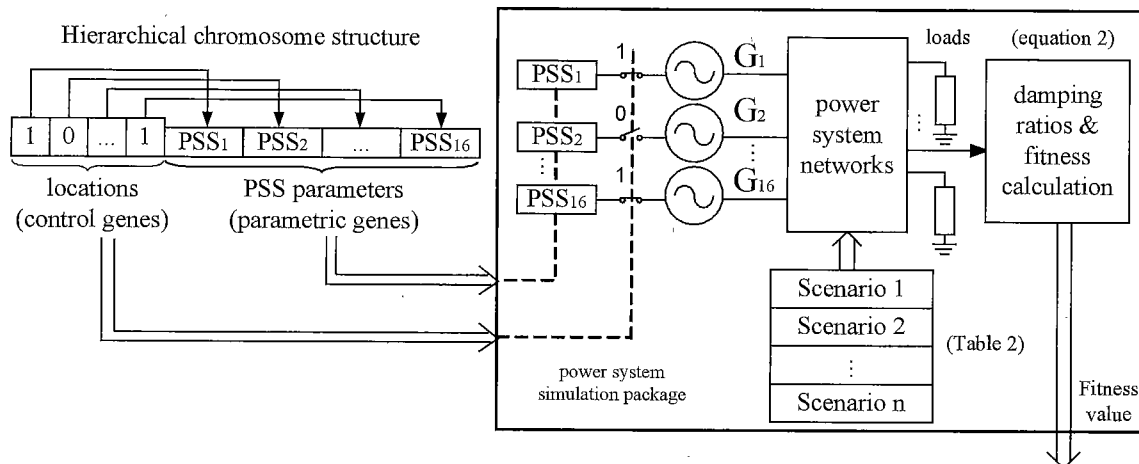 Hierarchical chromosome structure
1 0 ... 1 PSS1 PSS2 ... PSS16
locations
(control genes)
PSS parameters
(parametric genes)
PSS1
1
G1
PSS2
0
G2
⋮
⋮
PSS16
1
G16
power
system
networks
loads
⋮
(equation 2)
damping
ratios &
fitness
calculation
Scenario 1
Scenario 2
⋮
Scenario n
(Table 2)
power system
simulation package
Fitness
value